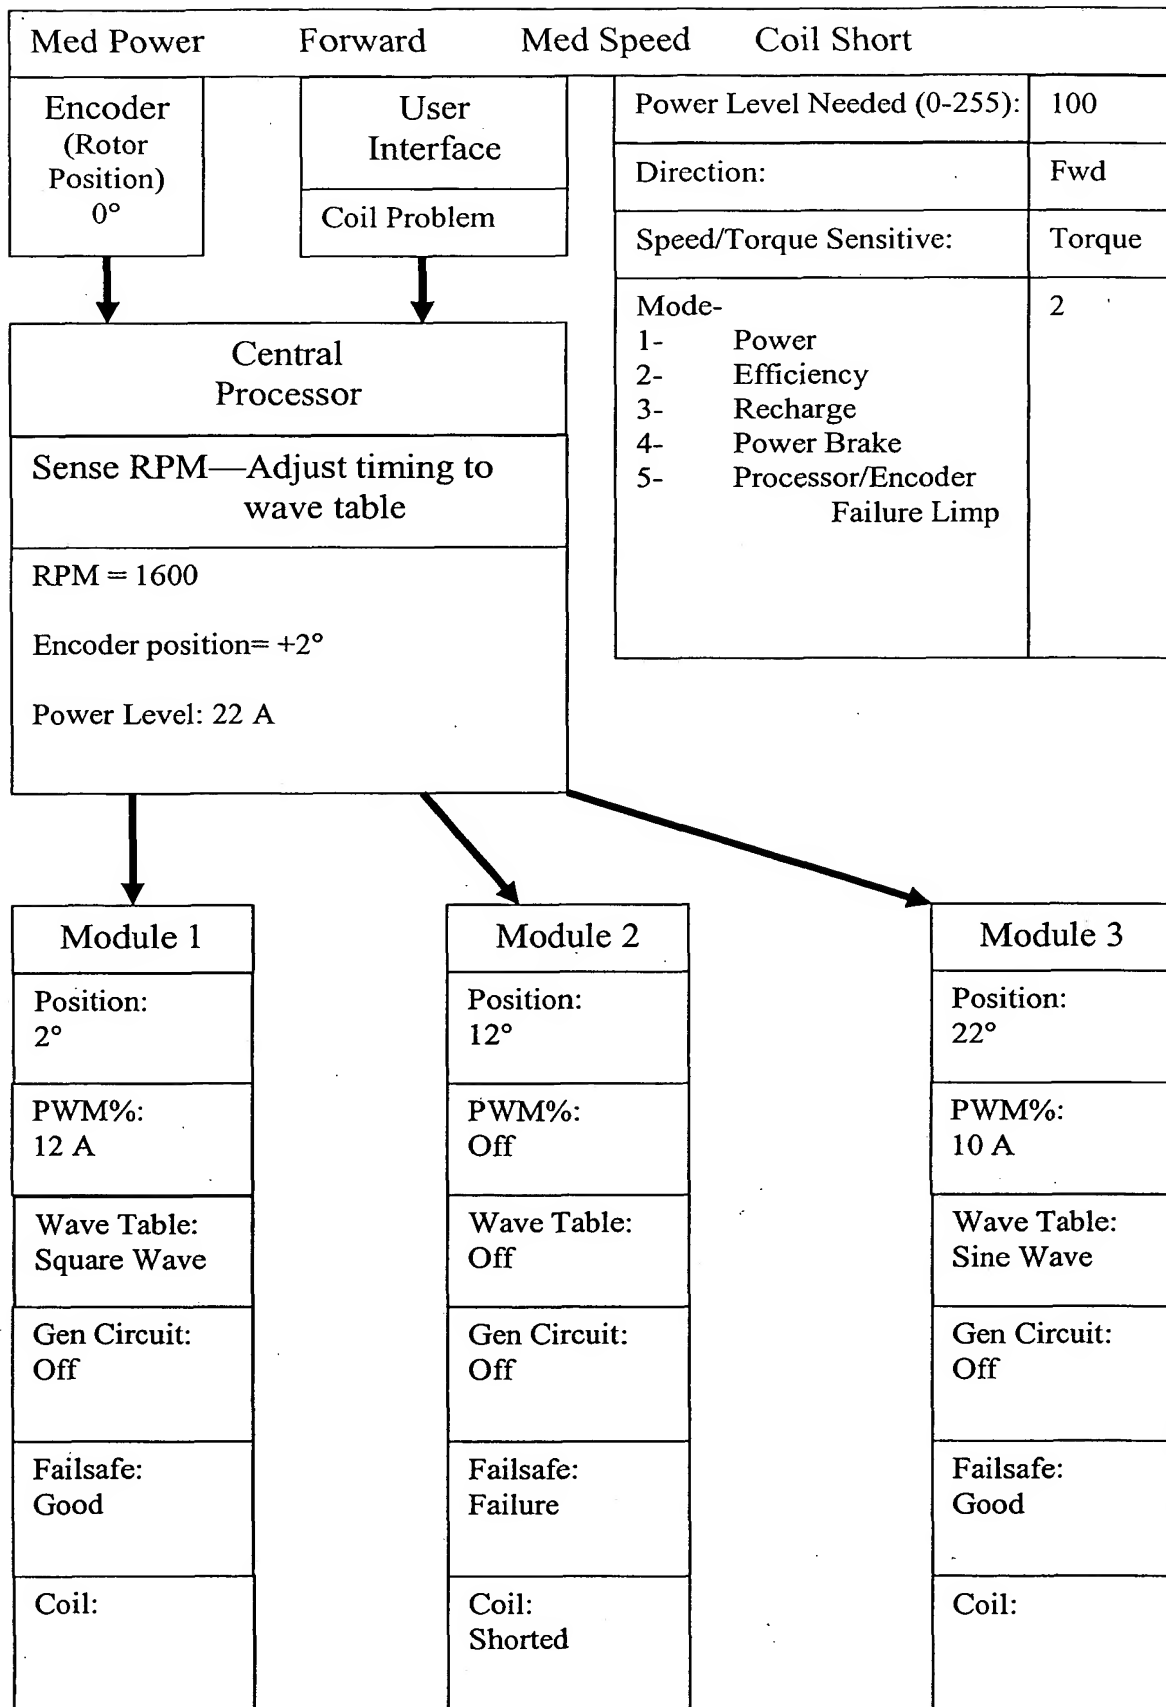 Med Power Forward Med Speed Coil Short
Encoder
(Rotor
Position)
0°
User
Interface
Coil Problem
Power Level Needed (0-255): 100
Direction: Fwd
Speed/Torque Sensitive: Torque
Mode- 2
1- Power
2- Efficiency
3- Recharge
4- Power Brake
5- Processor/Encoder
Failure Limp
Central
Processor
Sense RPM—Adjust timing to
wave table
RPM = 1600
Encoder position= +2°
Power Level: 22 A
Module 1
Position:
2°
PWM%:
12 A
Wave Table:
Square Wave
Gen Circuit:
Off
Failsafe:
Good
Coil:
Module 2
Position:
12°
PWM%:
Off
Wave Table:
Off
Gen Circuit:
Off
Failsafe:
Failure
Coil:
Shorted
Module 3
Position:
22°
PWM%:
10 A
Wave Table:
Sine Wave
Gen Circuit:
Off
Failsafe:
Good
Coil: